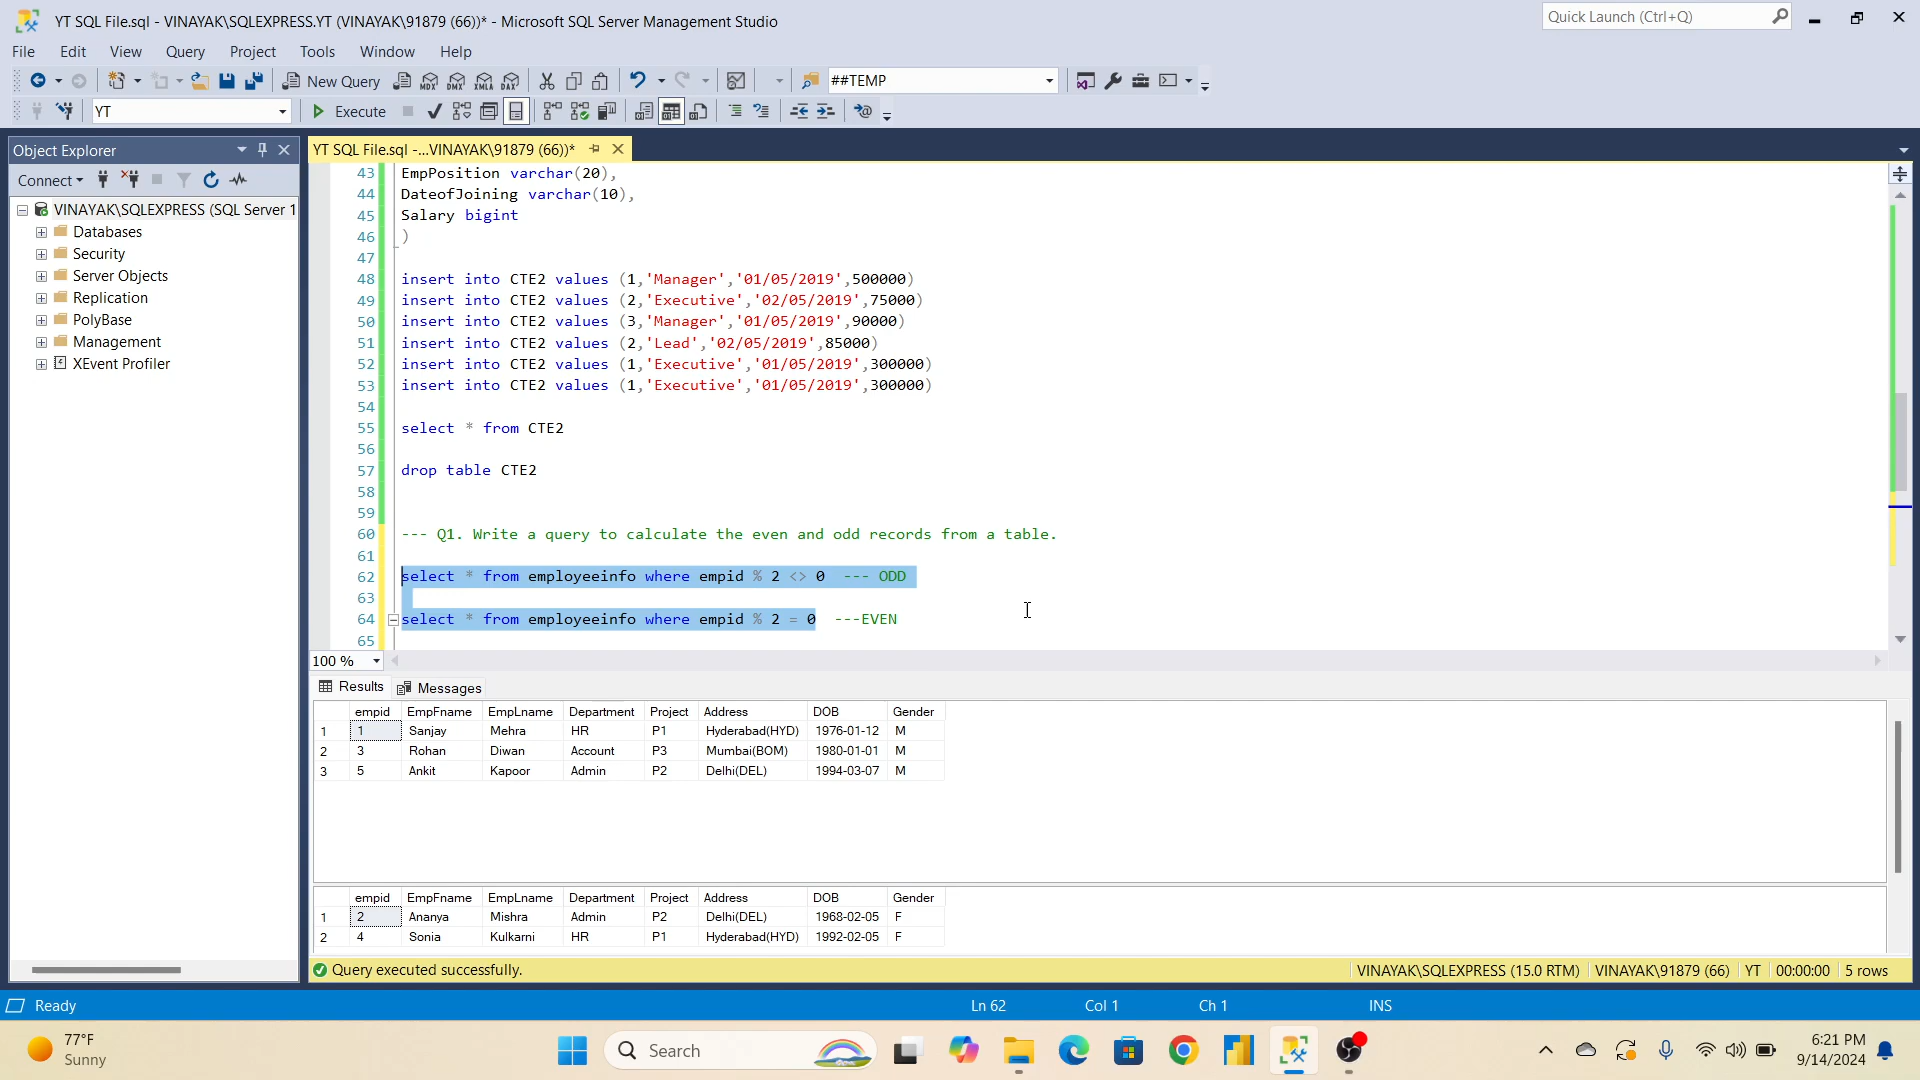 YT SQL File.sql - VINAYAK\SQLEXPRESS.YT (VINAYAK\91879 (66))* - Microsoft SQL Server Management Studio
Quick Launch (Ctrl+Q)
File Edit View Query Project Tools Window Help
New Query MDX DMX XMLA DAX ##TEMP
YT Execute
Object Explorer
YT SQL File.sql -...VINAYAK\91879 (66))*
Connect
VINAYAK\SQLEXPRESS (SQL Server 1
Databases
Security
Server Objects
Replication
PolyBase
Management
XEvent Profiler
43 EmpPosition varchar(20),
44 DateofJoining varchar(10),
45 Salary bigint
46 )
47
48 insert into CTE2 values (1,'Manager','01/05/2019',500000)
49 insert into CTE2 values (2,'Executive','02/05/2019',75000)
50 insert into CTE2 values (3,'Manager','01/05/2019',90000)
51 insert into CTE2 values (2,'Lead','02/05/2019',85000)
52 insert into CTE2 values (1,'Executive','01/05/2019',300000)
53 insert into CTE2 values (1,'Executive','01/05/2019',300000)
54
55 select * from CTE2
56
57 drop table CTE2
58
59
60 --- Q1. Write a query to calculate the even and odd records from a table.
61
62 select * from employeeinfo where empid % 2 <> 0 --- ODD
63
64 select * from employeeinfo where empid % 2 = 0 ---EVEN
65
100 %
Results Messages
empid EmpFname EmpLname Department Project Address DOB Gender
1 1 Sanjay Mehra HR P1 Hyderabad(HYD) 1976-01-12 M
2 3 Rohan Diwan Account P3 Mumbai(BOM) 1980-01-01 M
3 5 Ankit Kapoor Admin P2 Delhi(DEL) 1994-03-07 M
empid EmpFname EmpLname Department Project Address DOB Gender
1 2 Ananya Mishra Admin P2 Delhi(DEL) 1968-02-05 F
2 4 Sonia Kulkarni HR P1 Hyderabad(HYD) 1992-02-05 F
Query executed successfully.
VINAYAK\SQLEXPRESS (15.0 RTM) VINAYAK\91879 (66) YT 00:00:00 5 rows
Ready Ln 62 Col 1 Ch 1 INS
77°F
Sunny
Search
6:21 PM
9/14/2024